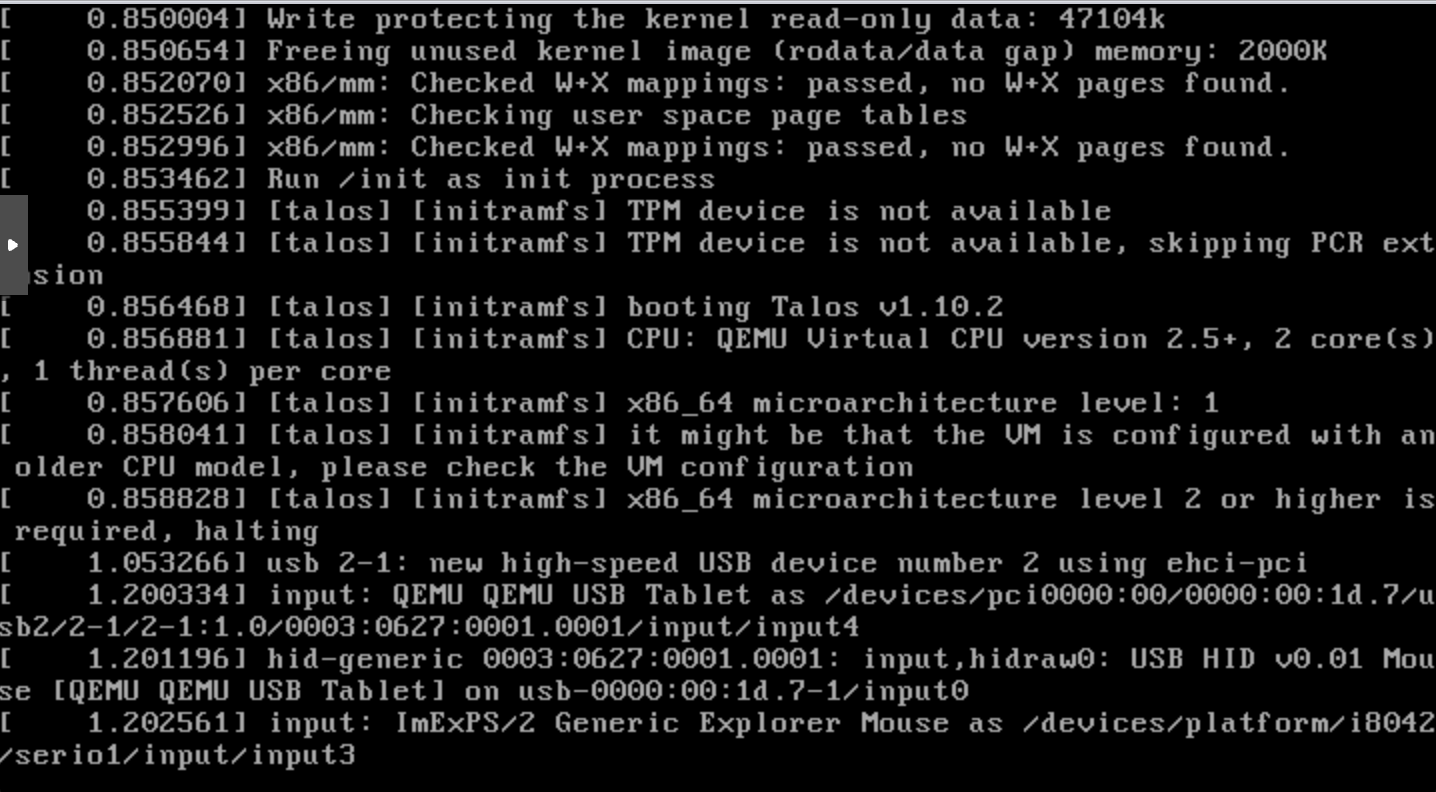 [    0.850004] Write protecting the kernel read-only data: 47104k
[    0.850654] Freeing unused kernel image (rodata/data gap) memory: 2000K
[    0.852070] x86/mm: Checked W+X mappings: passed, no W+X pages found.
[    0.852526] x86/mm: Checking user space page tables
[    0.852996] x86/mm: Checked W+X mappings: passed, no W+X pages found.
[    0.853462] Run /init as init process
[    0.855399] [talos] [initramfs] TPM device is not available
[    0.855844] [talos] [initramfs] TPM device is not available, skipping PCR ext
sion
[    0.856468] [talos] [initramfs] booting Talos v1.10.2
[    0.856881] [talos] [initramfs] CPU: QEMU Virtual CPU version 2.5+, 2 core(s)
, 1 thread(s) per core
[    0.857606] [talos] [initramfs] x86_64 microarchitecture level: 1
[    0.858041] [talos] [initramfs] it might be that the VM is configured with an
 older CPU model, please check the VM configuration
[    0.858828] [talos] [initramfs] x86_64 microarchitecture level 2 or higher is
 required, halting
[    1.053266] usb 2-1: new high-speed USB device number 2 using ehci-pci
[    1.200334] input: QEMU QEMU USB Tablet as /devices/pci0000:00/0000:00:1d.7/u
sb2/2-1/2-1:1.0/0003:0627:0001.0001/input/input4
[    1.201196] hid-generic 0003:0627:0001.0001: input,hidraw0: USB HID v0.01 Mou
se [QEMU QEMU USB Tablet] on usb-0000:00:1d.7-1/input0
[    1.202561] input: ImExPS/2 Generic Explorer Mouse as /devices/platform/i8042
/serio1/input/input3